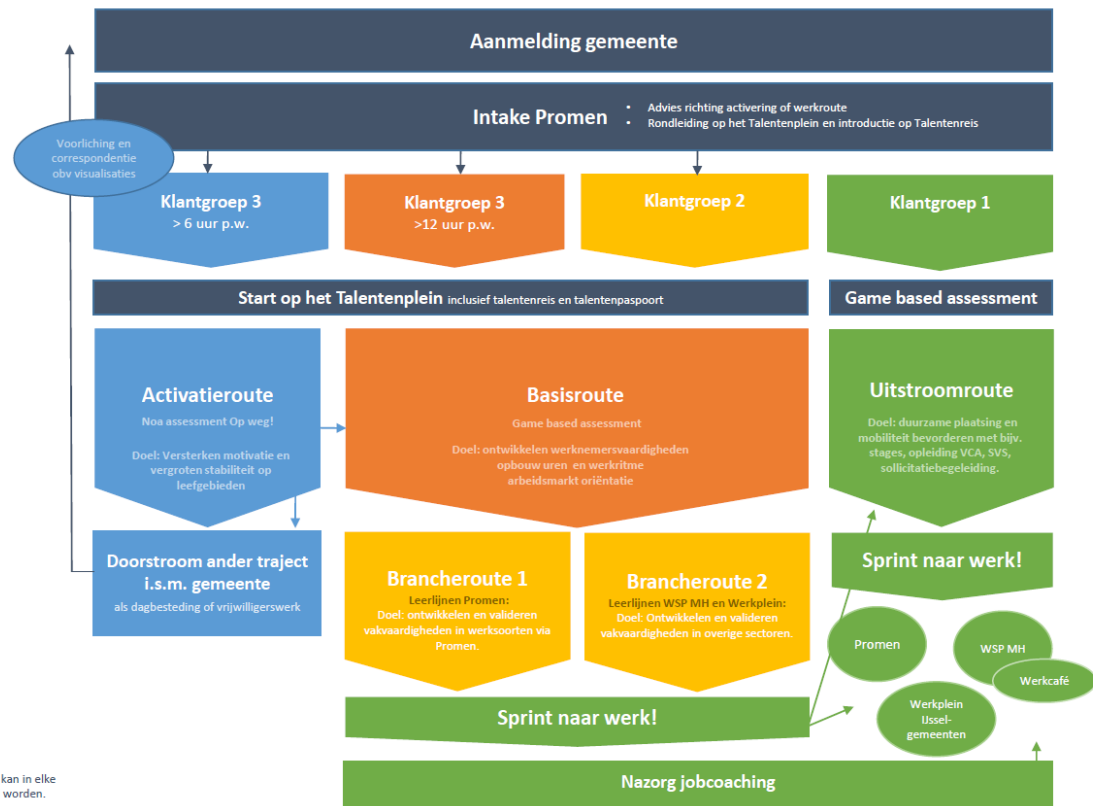 Aanmelding gemeente
Intake Promen
• Advies richting activering of werkroute
• Rondleiding op het Talentenplein en introductie op Talentenreis
Voorliching en
correspondentie
obv visualisaties
Klantgroep 3
> 6 uur p.w.
Klantgroep 3
>12 uur p.w.
Klantgroep 2
Klantgroep 1
Start op het Talentenplein inclusief talentenreis en talentenpaspoort
Game based assessment
Activatieroute
Noa assessment Op weg!
Doel: Versterken motivatie en
vergroten stabiliteit op
leefgebieden
Basisroute
Game based assessment
Doel: ontwikkelen werknemersvaardigheden
opbouw uren en werkritme
arbeidsmarkt oriëntatie
Uitstroomroute
Doel: duurzame plaatsing en
mobiliteit bevorderen met bijv.
stages, opleiding VCA, SVS,
sollicitatiebegeleiding.
Doorstroom ander traject
i.s.m. gemeente
als dagbesteding of vrijwilligerswerk
Brancheroute 1
Leerlijnen Promen:
Doel: ontwikkelen en valideren
vakvaardigheden in werksoorten via
Promen.
Brancheroute 2
Leerlijnen WSP MH en Werkplein:
Doel: Ontwikkelen en valideren
vakvaardigheden in overige sectoren.
Sprint naar werk!
Promen
WSP MH
Werkcafé
Werkplein
IJssel-
gemeenten
Sprint naar werk!
Nazorg jobcoaching
kan in elke
worden.